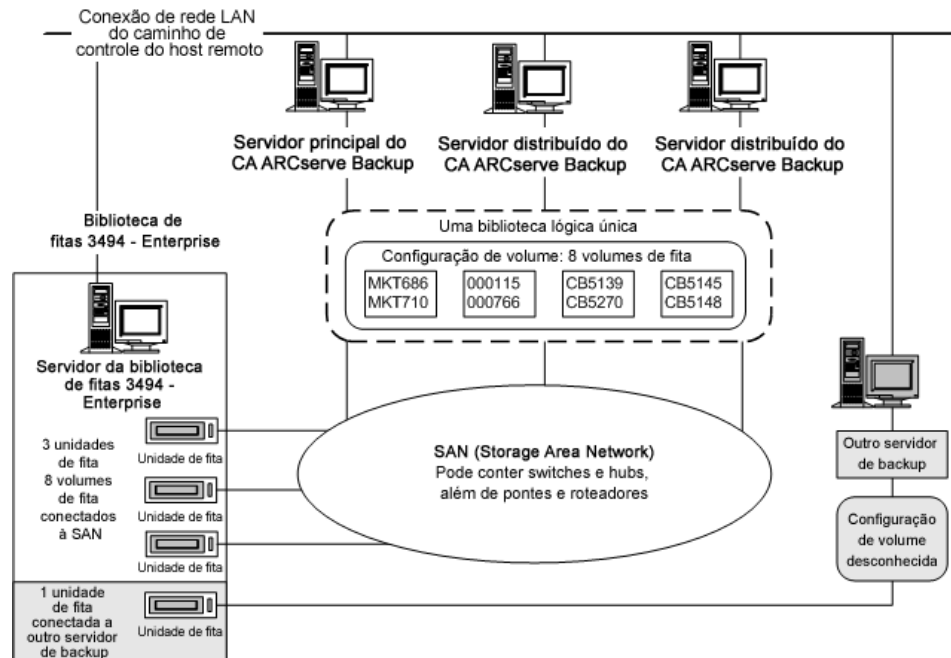 Conexão de rede LAN
do caminho de
controle do host remoto
Servidor principal do
CA ARCserve Backup
Servidor distribuído do
CA ARCserve Backup
Servidor distribuído do
CA ARCserve Backup
Biblioteca de
fitas 3494 - Enterprise
Uma biblioteca lógica única
Configuração de volume: 8 volumes de fita
MKT686
MKT710
000115
000766
CB5139
CB5270
CB5145
CB5148
Servidor da biblioteca
de fitas 3494 -
Enterprise
3 unidades
de fita
8 volumes
de fita
conectados
à SAN
Unidade de fita
Unidade de fita
Unidade de fita
SAN (Storage Area Network)
Pode conter switches e hubs,
além de pontes e roteadores
Outro servidor
de backup
Configuração
de volume
desconhecida
1 unidade
de fita
conectada a
outro servidor
de backup
Unidade de fita